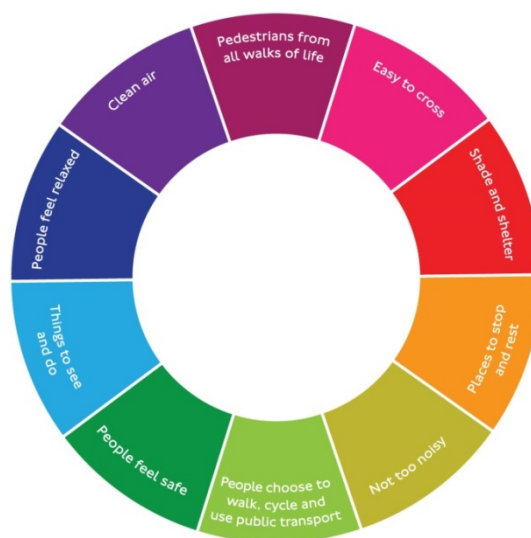 Pedestrians from
all walks of life
Easy to cross
Shade and shelter
Places to stop
and rest
Not too noisy
People choose to
walk, cycle and
use public transport
People feel safe
Things to see
and do
People feel relaxed
Clean air